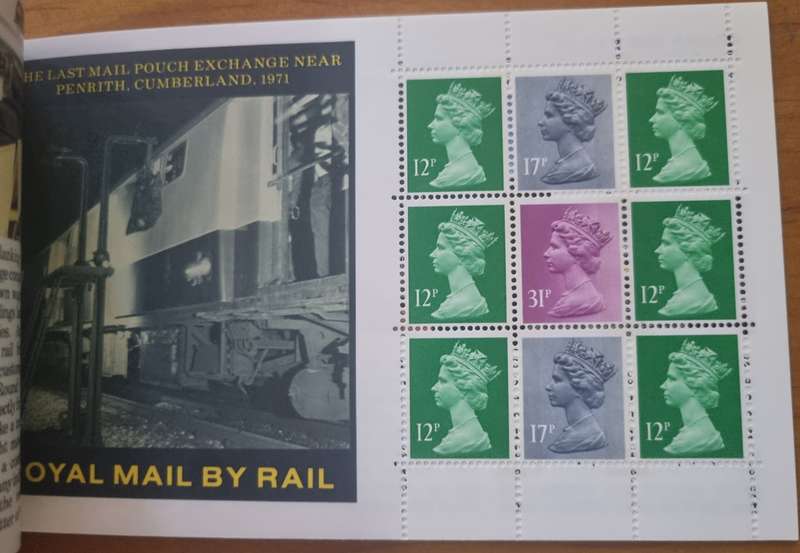 THE LAST MAIL POUCH EXCHANGE NEAR
PENRITH, CUMBERLAND, 1971
ROYAL MAIL BY RAIL
12P
17P
12P
12P
31P
12P
12P
17P
12P